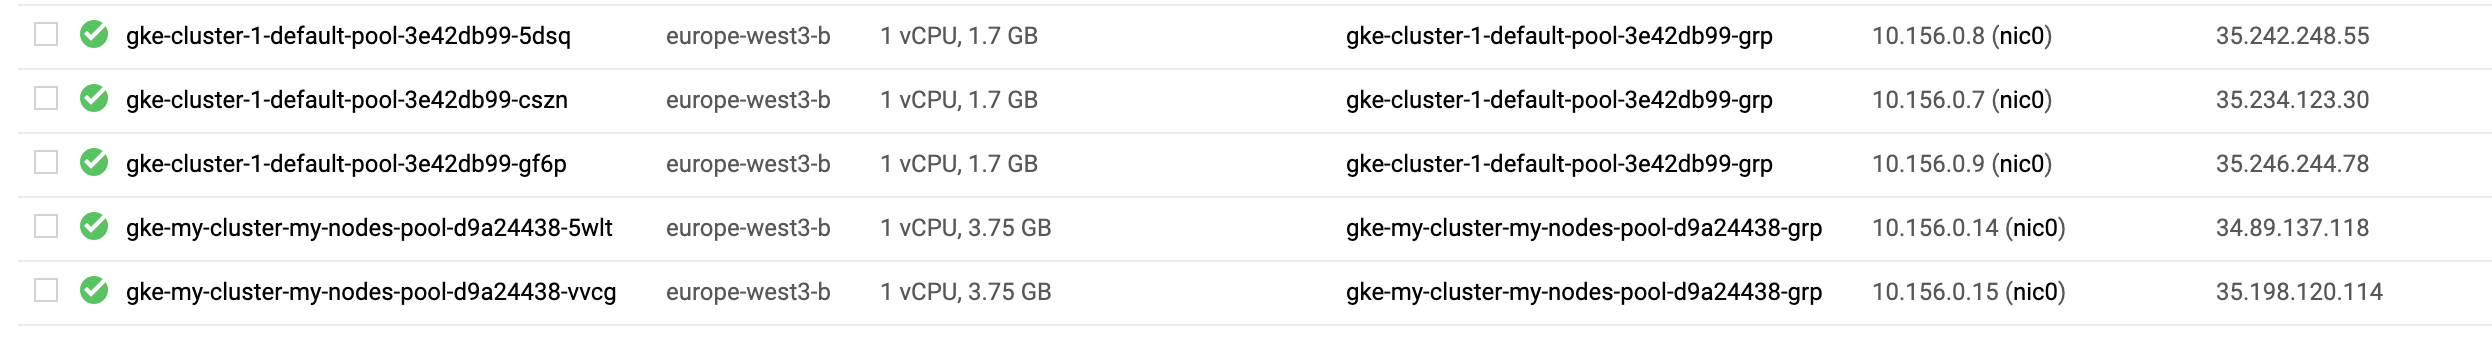 gke-cluster-1-default-pool-3e42db99-5dsq europe-west3-b 1 vCPU, 1.7 GB gke-cluster-1-default-pool-3e42db99-grp 10.156.0.8 (nic0) 35.242.248.55
gke-cluster-1-default-pool-3e42db99-cszn europe-west3-b 1 vCPU, 1.7 GB gke-cluster-1-default-pool-3e42db99-grp 10.156.0.7 (nic0) 35.234.123.30
gke-cluster-1-default-pool-3e42db99-gf6p europe-west3-b 1 vCPU, 1.7 GB gke-cluster-1-default-pool-3e42db99-grp 10.156.0.9 (nic0) 35.246.244.78
gke-my-cluster-my-nodes-pool-d9a24438-5wlt europe-west3-b 1 vCPU, 3.75 GB gke-my-cluster-my-nodes-pool-d9a24438-grp 10.156.0.14 (nic0) 34.89.137.118
gke-my-cluster-my-nodes-pool-d9a24438-vvcg europe-west3-b 1 vCPU, 3.75 GB gke-my-cluster-my-nodes-pool-d9a24438-grp 10.156.0.15 (nic0) 35.198.120.114